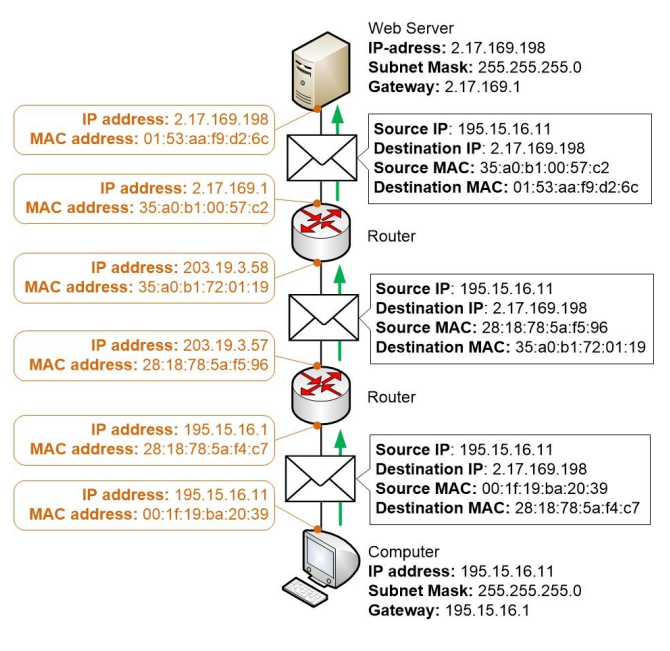 Web Server
IP-adress: 2.17.169.198
Subnet Mask: 255.255.255.0
Gateway: 2.17.169.1
IP address: 2.17.169.198
MAC address: 01:53:aa:f9:d2:6c
Source IP: 195.15.16.11
Destination IP: 2.17.169.198
Source MAC: 35:a0:b1:00:57:c2
Destination MAC: 01:53:aa:f9:d2:6c
IP address: 2.17.169.1
MAC address: 35:a0:b1:00:57:c2
Router
IP address: 203.19.3.58
MAC address: 35:a0:b1:72:01:19
Source IP: 195.15.16.11
Destination IP: 2.17.169.198
Source MAC: 28:18:78:5a:f5:96
Destination MAC: 35:a0:b1:72:01:19
IP address: 203.19.3.57
MAC address: 28:18:78:5a:f5:96
Router
IP address: 195.15.16.1
MAC address: 28:18:78:5a:f4:c7
Source IP: 195.15.16.11
Destination IP: 2.17.169.198
Source MAC: 00:1f:19:ba:20:39
Destination MAC: 28:18:78:5a:f4:c7
IP address: 195.15.16.11
MAC address: 00:1f:19:ba:20:39
Computer
IP address: 195.15.16.11
Subnet Mask: 255.255.255.0
Gateway: 195.15.16.1